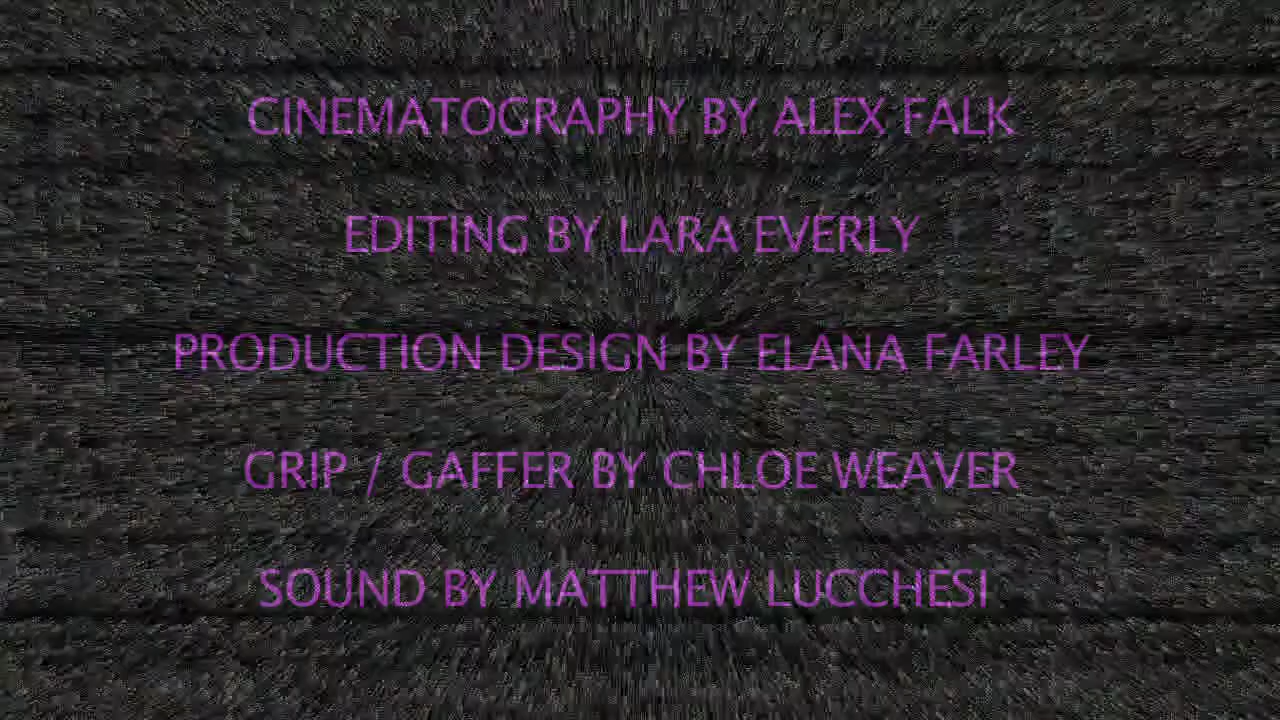 CINEMATOGRAPHY BY ALEX FALK
EDITING BY LARA EVERLY
PRODUCTION DESIGN BY ELANA FARLEY
GRIP / GAFFER BY CHLOE WEAVER
SOUND BY MATTHEW LUCCHESI